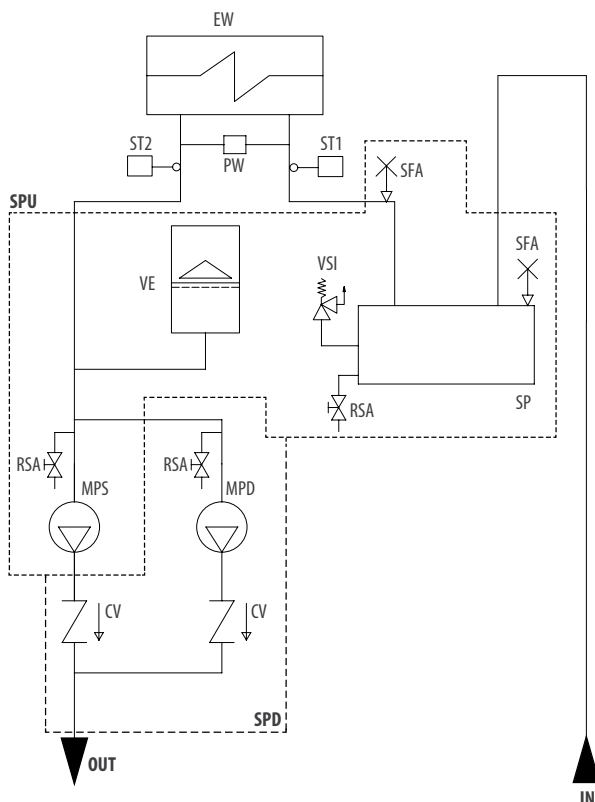 EW
ST2
PW
ST1
SFA
SPU
SFA
VE
VSI
SP
RSA
RSA
RSA
MPS
MPD
CV
CV
SPD
OUT
IN